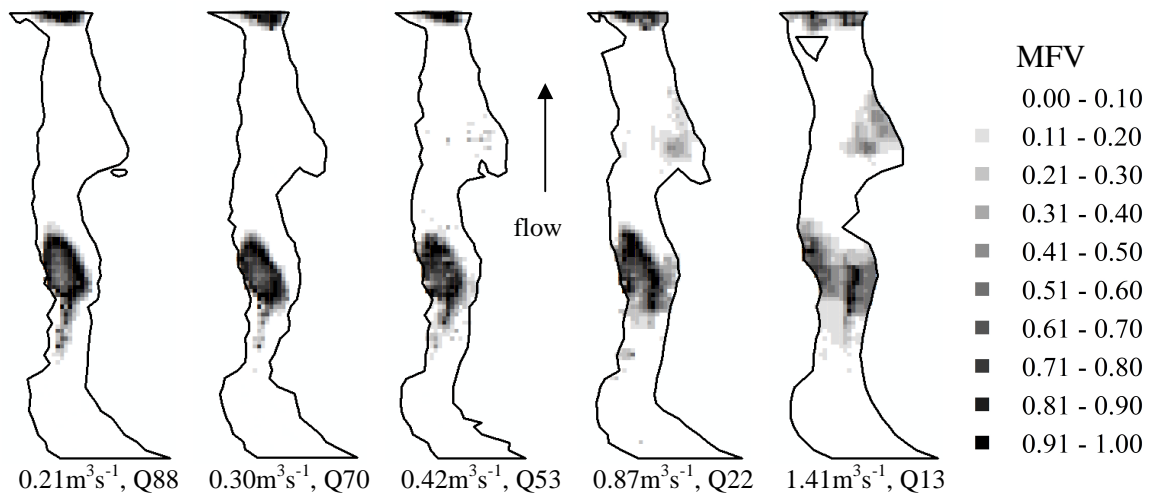 MFV
0.00 - 0.10
0.11 - 0.20
0.21 - 0.30
0.31 - 0.40
0.41 - 0.50
0.51 - 0.60
0.61 - 0.70
0.71 - 0.80
0.81 - 0.90
0.91 - 1.00
flow
0.21m³s⁻¹, Q88
0.30m³s⁻¹, Q70
0.42m³s⁻¹, Q53
0.87m³s⁻¹, Q22
1.41m³s⁻¹, Q13